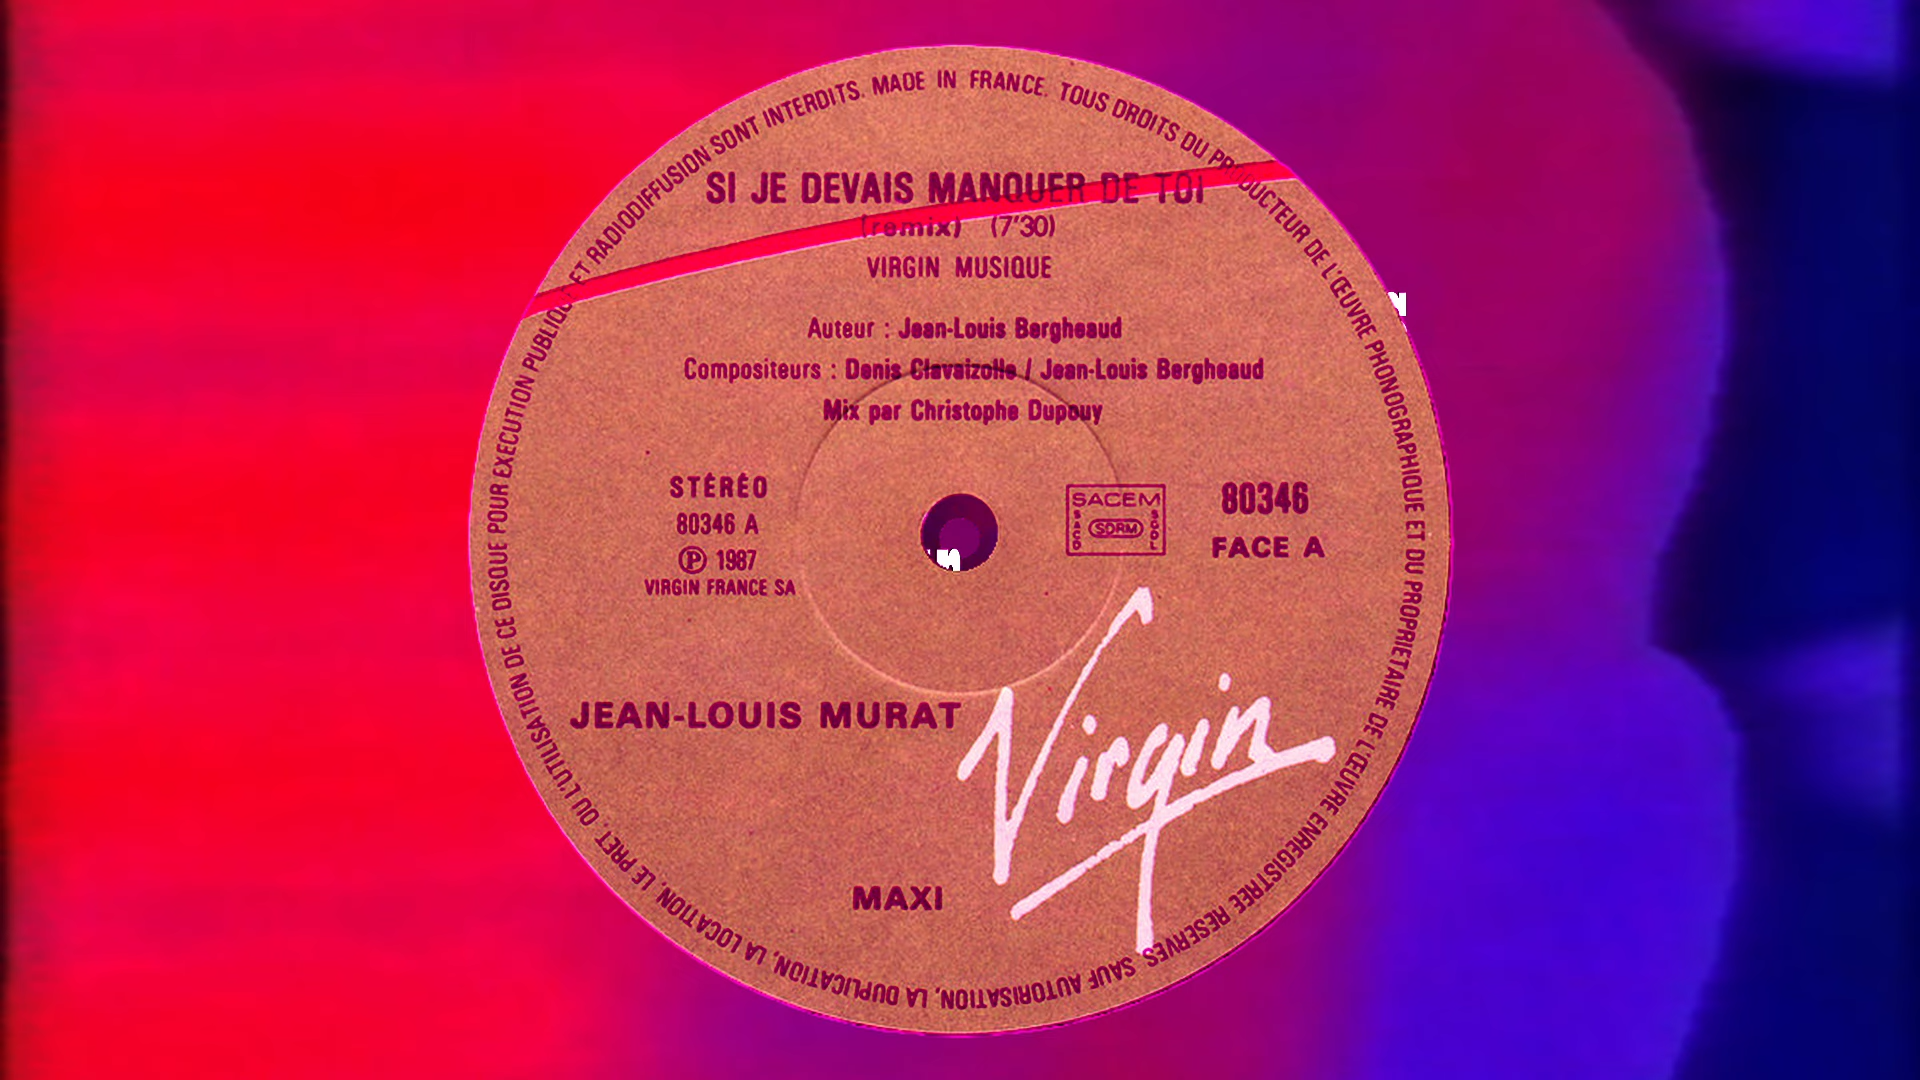 MADE IN FRANCE. TOUS DROITS DU PRODUCTEUR DE L'ŒUVRE PHONOGRAPHIQUE ET DU PROPRIETAIRE DE L'ŒUVRE ENREGISTREE RESERVES. SAUF AUTORISATION, LA DUPLICATION, LA LOCATION, LE PRET, OU L'UTILISATION DE CE DISQUE POUR EXECUTION PUBLIQUE ET RADIODIFFUSION SONT INTERDITS.
SI JE DEVAIS MANQUER DE TOI
(remix) (7'30)
VIRGIN MUSIQUE
Auteur : Jean-Louis Bergheaud
Compositeurs : Denis Clavaizolle / Jean-Louis Bergheaud
Mix par Christophe Dupouy
STÉRÉO
80346 A
Ⓟ 1987
VIRGIN FRANCE SA
SACEM
SACD SDRM SGDL
80346
FACE A
JEAN-LOUIS MURAT
Virgin
MAXI